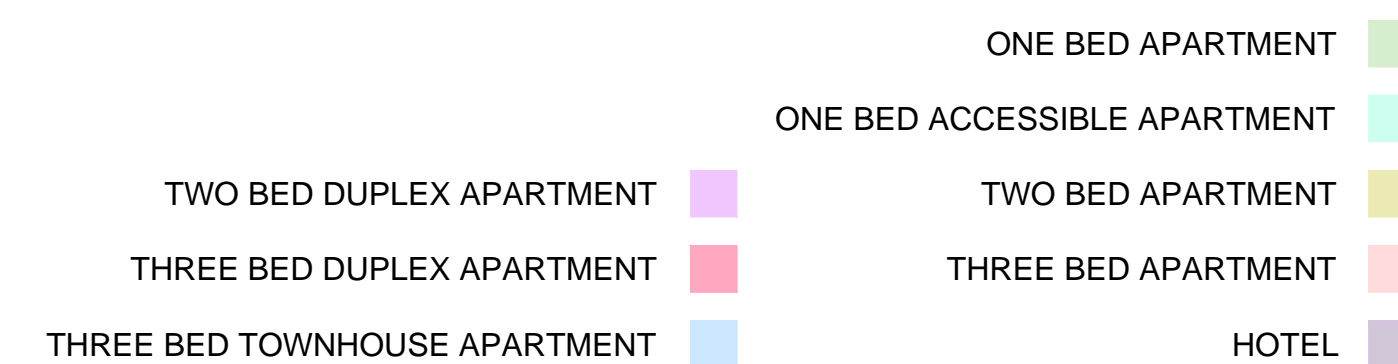 ONE BED APARTMENT
ONE BED ACCESSIBLE APARTMENT
TWO BED DUPLEX APARTMENT
TWO BED APARTMENT
THREE BED DUPLEX APARTMENT
THREE BED APARTMENT
THREE BED TOWNHOUSE APARTMENT
HOTEL